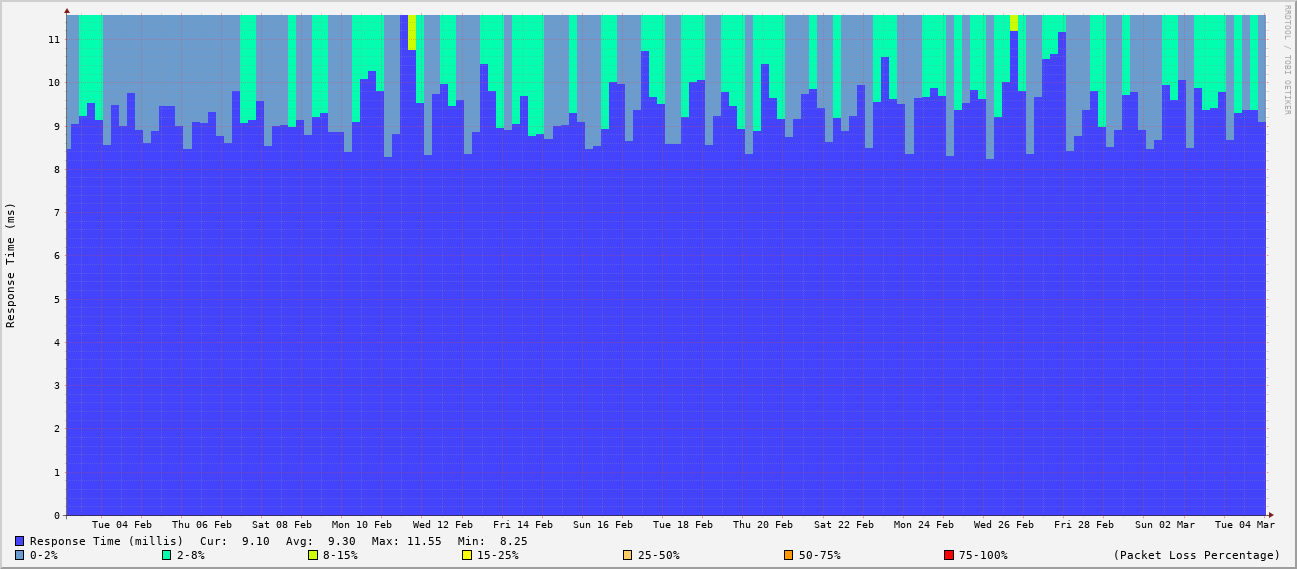 RRDTOOL / TOBI OETIKER
Response Time (ms)
11
10
9
8
7
6
5
4
3
2
1
0
Tue 04 Feb Thu 06 Feb Sat 08 Feb Mon 10 Feb Wed 12 Feb Fri 14 Feb Sun 16 Feb Tue 18 Feb Thu 20 Feb Sat 22 Feb Mon 24 Feb Wed 26 Feb Fri 28 Feb Sun 02 Mar Tue 04 Mar
Response Time (millis) Cur: 9.10 Avg: 9.30 Max: 11.55 Min: 8.25
0-2% 2-8% 8-15% 15-25% 25-50% 50-75% 75-100% (Packet Loss Percentage)